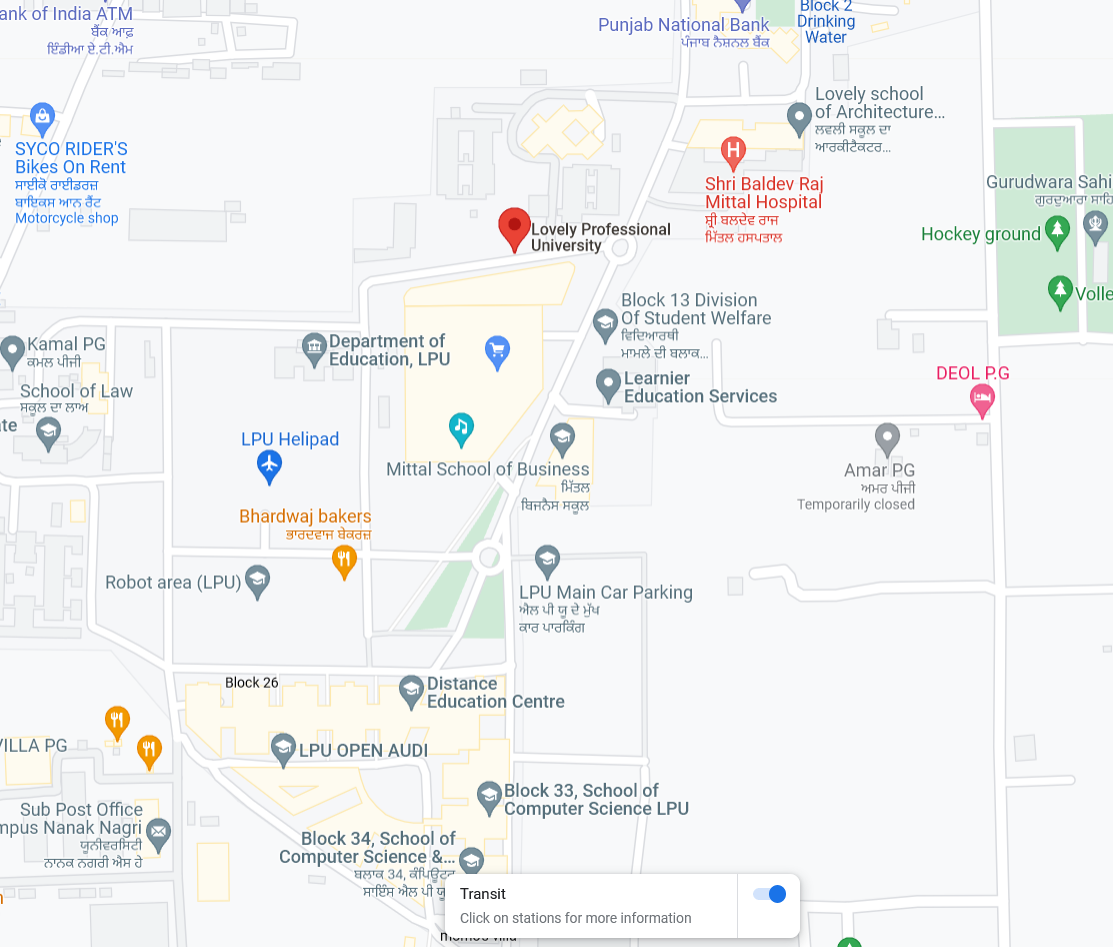 ank of India ATM
ਬੈਂਕ ਆਫ਼
ਇੰਡੀਆ ਏ.ਟੀ.ਐਮ
Punjab National Bank
ਪੰਜਾਬ ਨੈਸ਼ਨਲ ਬੈਂਕ
Block 2
Drinking
Water
Lovely school
of Architecture...
ਲਵਲੀ ਸਕੂਲ ਦਾ
ਆਰਕੀਟੈਕਟਰ...
SYCO RIDER'S
Bikes On Rent
ਸਾਈਕੋ ਰਾਈਡਰਜ਼
ਬਾਇਕਸ ਆਨ ਰੈਂਟ
Motorcycle shop
H
Shri Baldev Raj
Mittal Hospital
ਸ਼੍ਰੀ ਬਲਦੇਵ ਰਾਜ
ਮਿੱਤਲ ਹਸਪਤਾਲ
Gurudwara Sahi
ਗੁਰਦੁਆਰਾ ਸਾਹਿ
Hockey ground
Volle
Lovely Professional
University
Block 13 Division
Of Student Welfare
ਵਿਦਿਆਰਥੀ
ਮਾਮਲੇ ਦੀ ਬਲਾਕ...
Kamal PG
ਕਮਲ ਪੀਜੀ
Department of
Education, LPU
Learnier
Education Services
DEOL P.G
School of Law
ਸਕੂਲ ਦਾ ਲਾਅ
ate
LPU Helipad
Mittal School of Business
ਮਿੱਤਲ
ਬਿਜਨੈਸ ਸਕੂਲ
Amar PG
ਅਮਰ ਪੀਜੀ
Temporarily closed
Bhardwaj bakers
ਭਾਰਦਵਾਜ ਬੇਕਰਜ਼
Robot area (LPU)
LPU Main Car Parking
ਐਲ ਪੀ ਯੂ ਦੇ ਮੁੱਖ
ਕਾਰ ਪਾਰਕਿੰਗ
Block 26
Distance
Education Centre
VILLA PG
LPU OPEN AUDI
Block 33, School of
Computer Science LPU
Sub Post Office
mpus Nanak Nagri
ਯੂਨੀਵਰਸਿਟੀ
ਨਾਨਕ ਨਗਰੀ ਐਸ ਹੇ
Block 34, School of
Computer Science &...
ਬਲਾਕ 34, ਕੰਪਿਊਟਰ
ਸਾਇੰਸ ਐਲ ਪੀ ਯੂ
Transit
Click on stations for more information